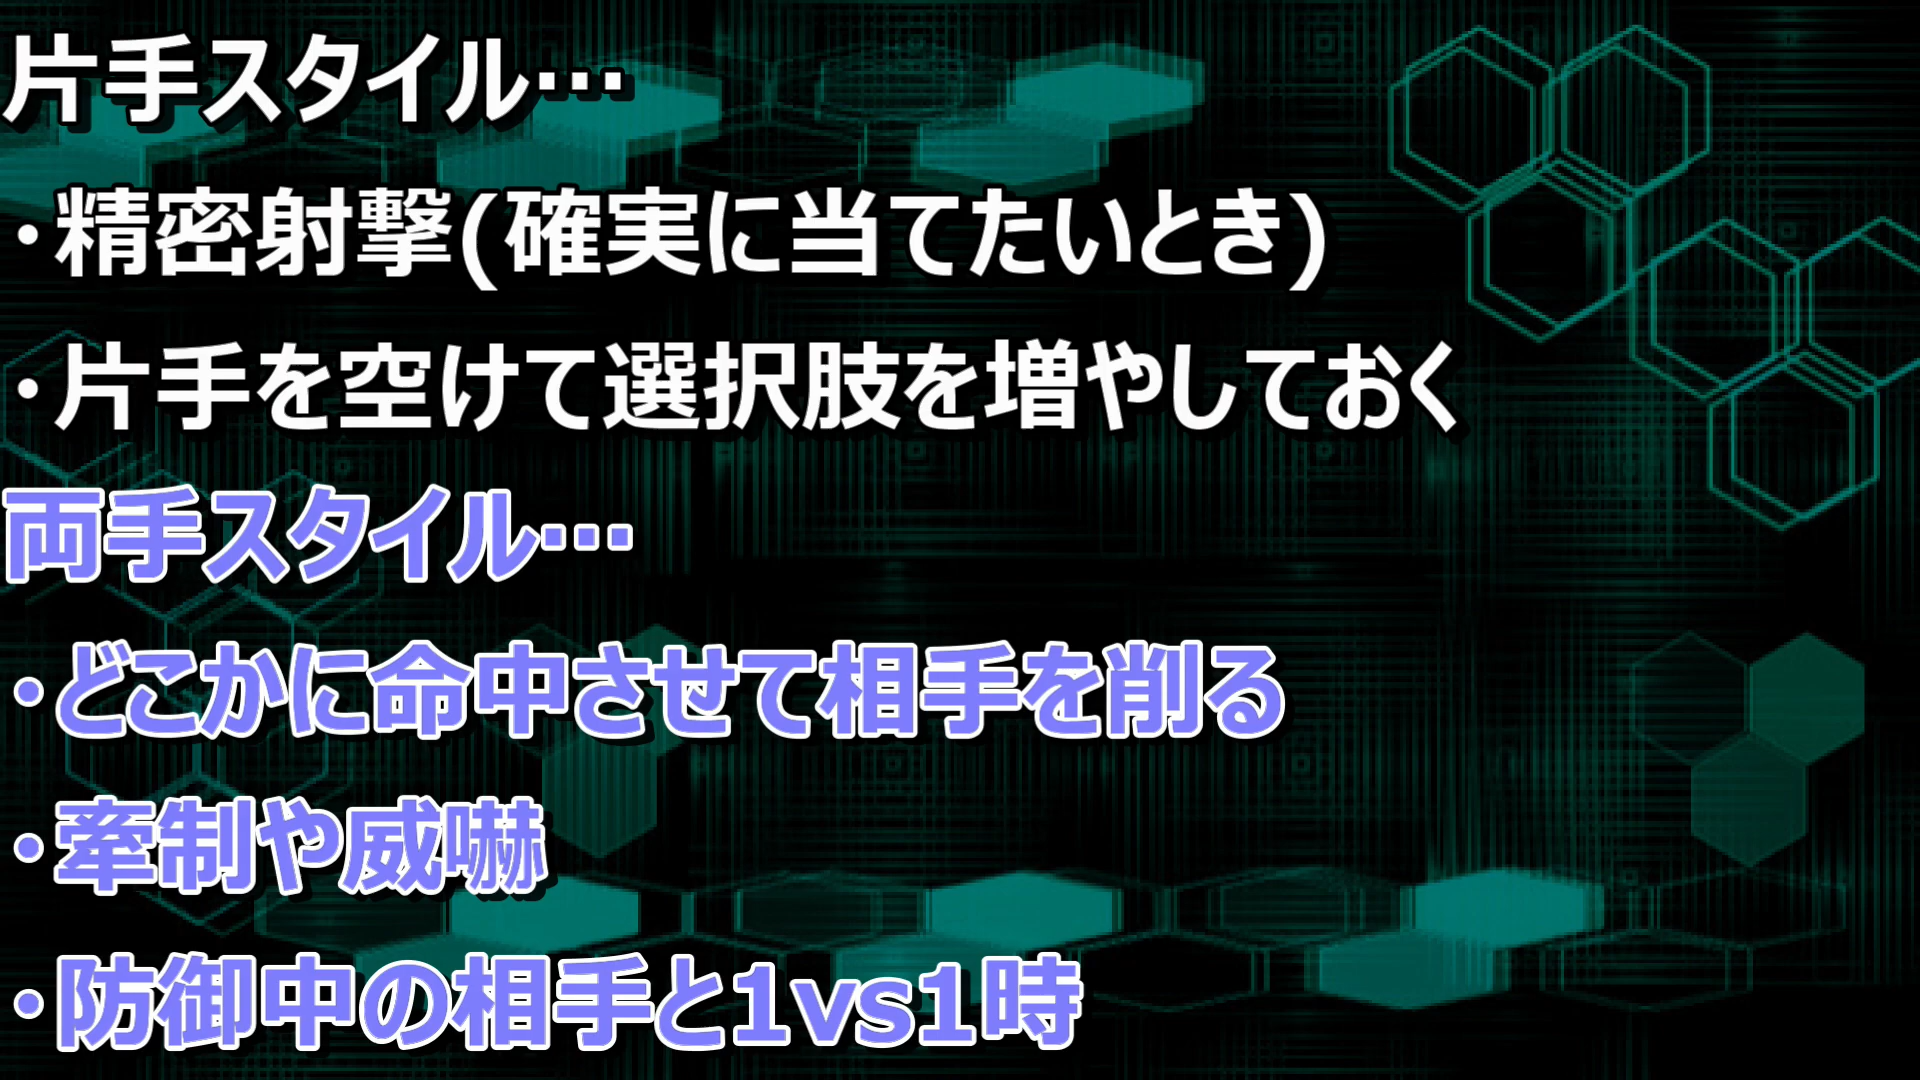 片手スタイル…
・精密射撃(確実に当てたいとき)
・片手を空けて選択肢を増やしておく
両手スタイル…
・どこかに命中させて相手を削る
・牽制や威嚇
・防御中の相手と1vs1時